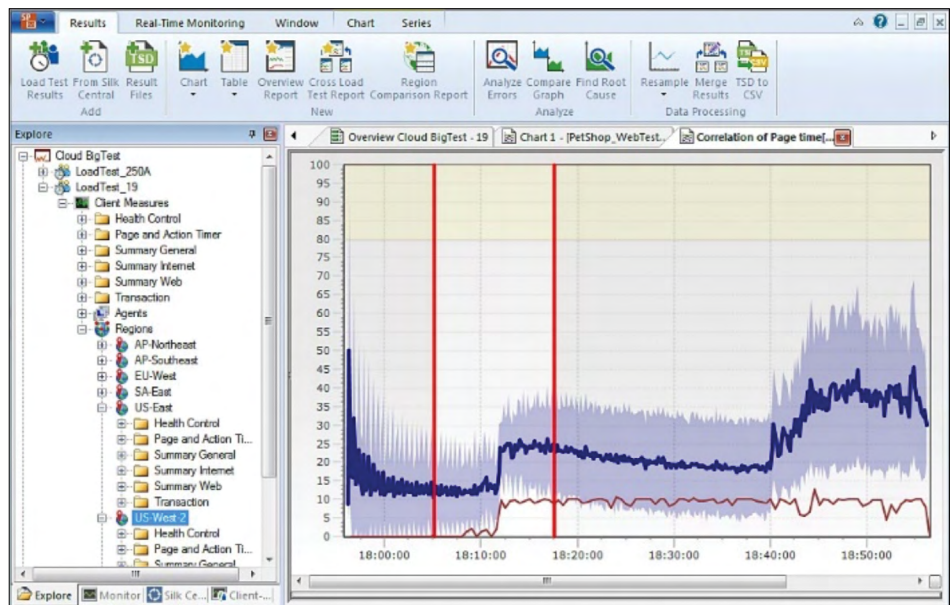 SP
Results Real-Time Monitoring Window Chart Series
Load Test Results
From Silk Central
Result Files
Add
Chart
Table
Overview Report
Cross Load Test Report
Region Comparison Report
New
Analyze Errors
Compare Graph
Find Root Cause
Analyze
Resample
Merge Results
TSD to CSV
Data Processing
Explore
Cloud BigTest
LoadTest_250A
LoadTest_19
Client Measures
Health Control
Page and Action Timer
Summary General
Summary Internet
Summary Web
Transaction
Agents
Regions
AP-Northeast
AP-Southeast
EU-West
SA-East
US-East
Health Control
Page and Action Ti...
Summary General
Summary Internet
Summary Web
Transaction
US-West-2
Health Control
Page and Action Ti...
Summary General
Explore Monitor Silk Ce... Client-...
Overview Cloud BigTest - 19 Chart 1 - [PetShop_WebTest. Correlation of Page time[...
100
95
90
85
80
75
70
65
60
55
50
45
40
35
30
25
20
15
10
5
0
18:00:00 18:10:00 18:20:00 18:30:00 18:40:00 18:50:00